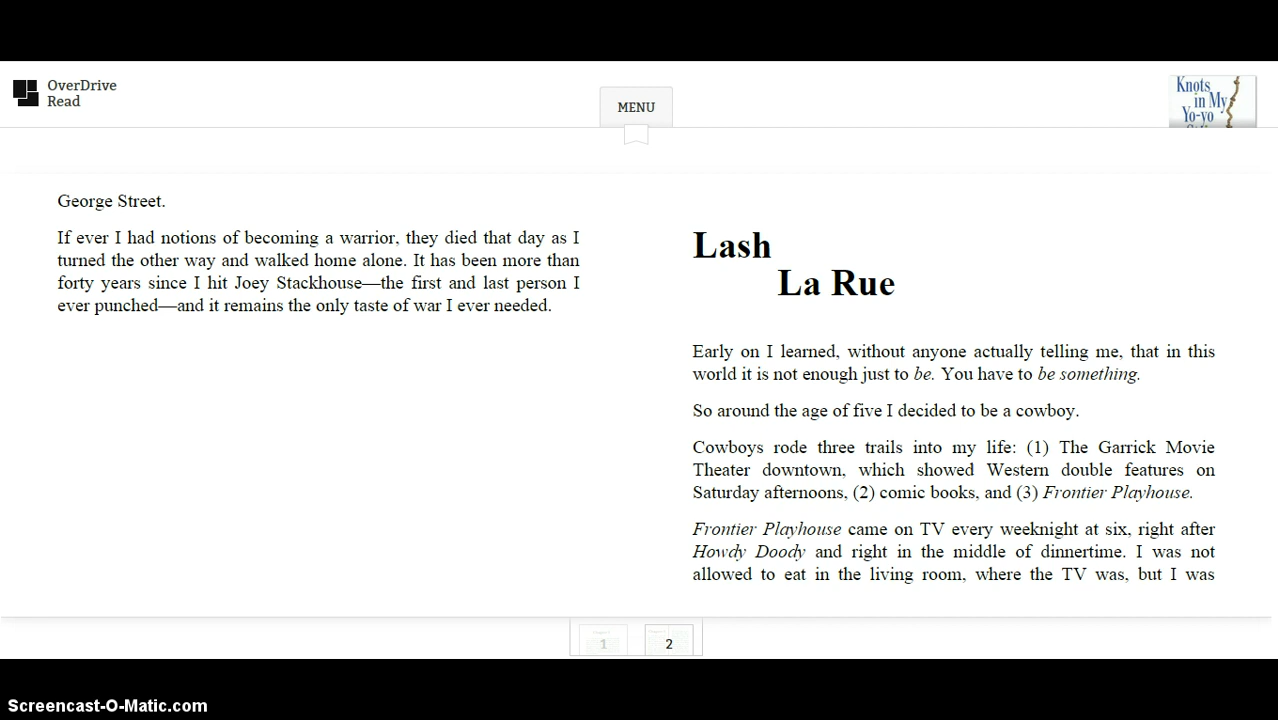 OverDrive
Read
MENU
Knots
in My
Yo-yo
George Street.
If ever I had notions of becoming a warrior, they died that day as I
turned the other way and walked home alone. It has been more than
forty years since I hit Joey Stackhouse—the first and last person I
ever punched—and it remains the only taste of war I ever needed.
Lash
La Rue
Early on I learned, without anyone actually telling me, that in this
world it is not enough just to be. You have to be something.
So around the age of five I decided to be a cowboy.
Cowboys rode three trails into my life: (1) The Garrick Movie
Theater downtown, which showed Western double features on
Saturday afternoons, (2) comic books, and (3) Frontier Playhouse.
Frontier Playhouse came on TV every weeknight at six, right after
Howdy Doody and right in the middle of dinnertime. I was not
allowed to eat in the living room, where the TV was, but I was
1
2
Screencast-O-Matic.com